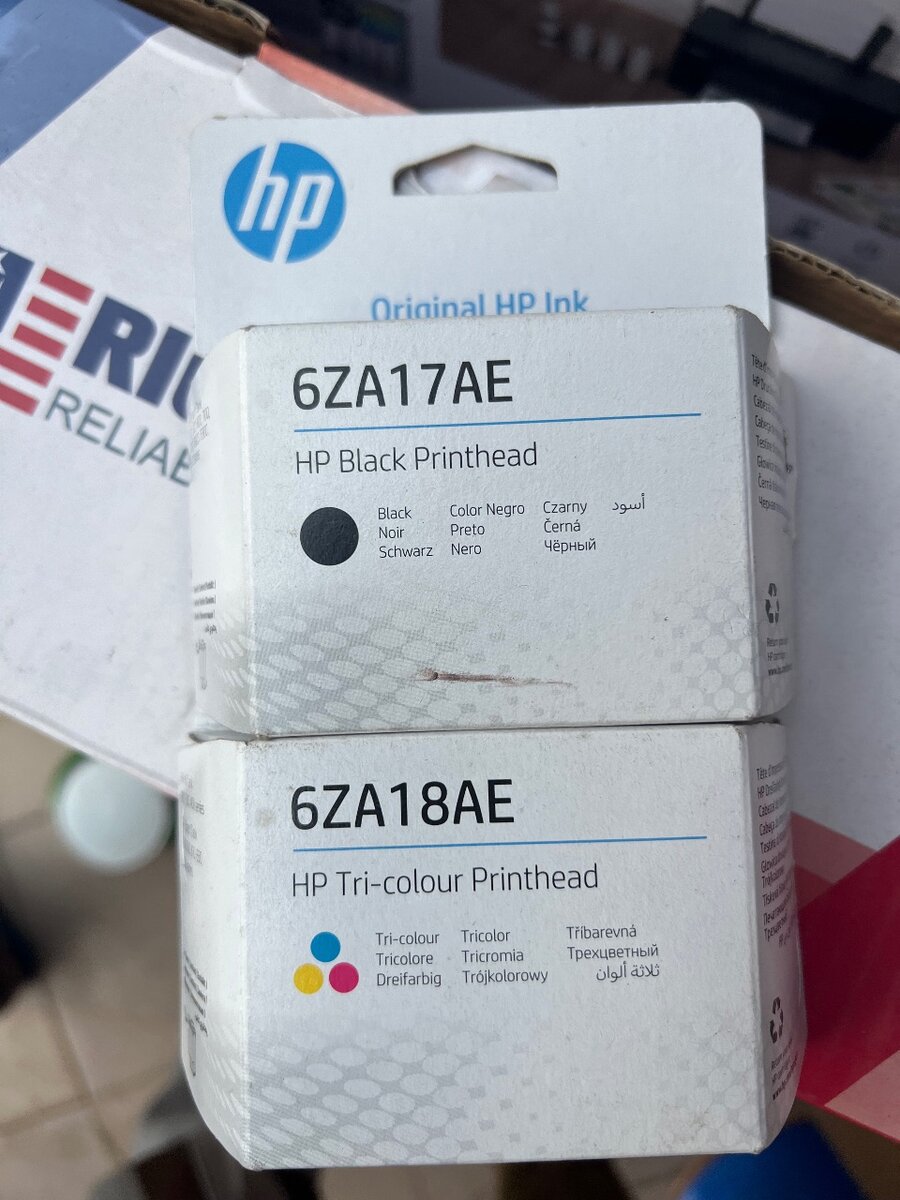 hp
Original HP Ink
ERI
RELIAB
6ZA17AE
HP Black Printhead
Black Color Negro Czarny أسود
Noir Preto Černá
Schwarz Nero Чёрный
6ZA18AE
HP Tri-colour Printhead
Tri-colour Tricolor Tříbarevná
Tricolore Tricromia Трехцветный
Dreifarbig Trójkolorowy ثلاثة ألوان